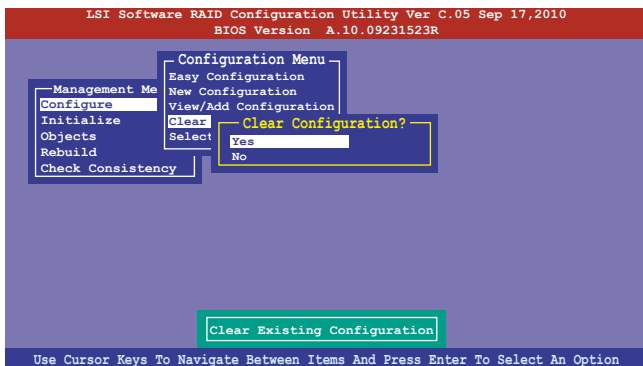 LSI Software RAID Configuration Utility Ver C.05 Sep 17,2010
BIOS Version A.10.09231523R
Configuration Menu
Easy Configuration
New Configuration
View/Add Configuration
Clear
Select
Management Me
Configure
Initialize
Objects
Rebuild
Check Consistency
Clear Configuration?
Yes
No
Clear Existing Configuration
Use Cursor Keys To Navigate Between Items And Press Enter To Select An Option